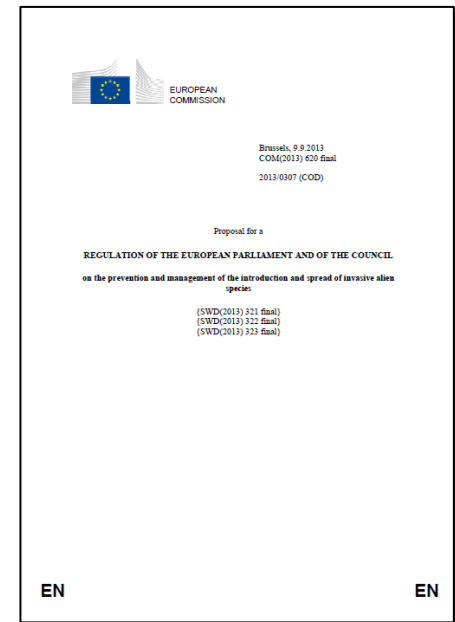 EUROPEAN
COMMISSION
Brussels, 9.9.2013
COM(2013) 620 final
2013/0307 (COD)
Proposal for a
REGULATION OF THE EUROPEAN PARLIAMENT AND OF THE COUNCIL
on the prevention and management of the introduction and spread of invasive alien
species
{SWD(2013) 321 final}
{SWD(2013) 322 final}
{SWD(2013) 323 final}
EN
EN